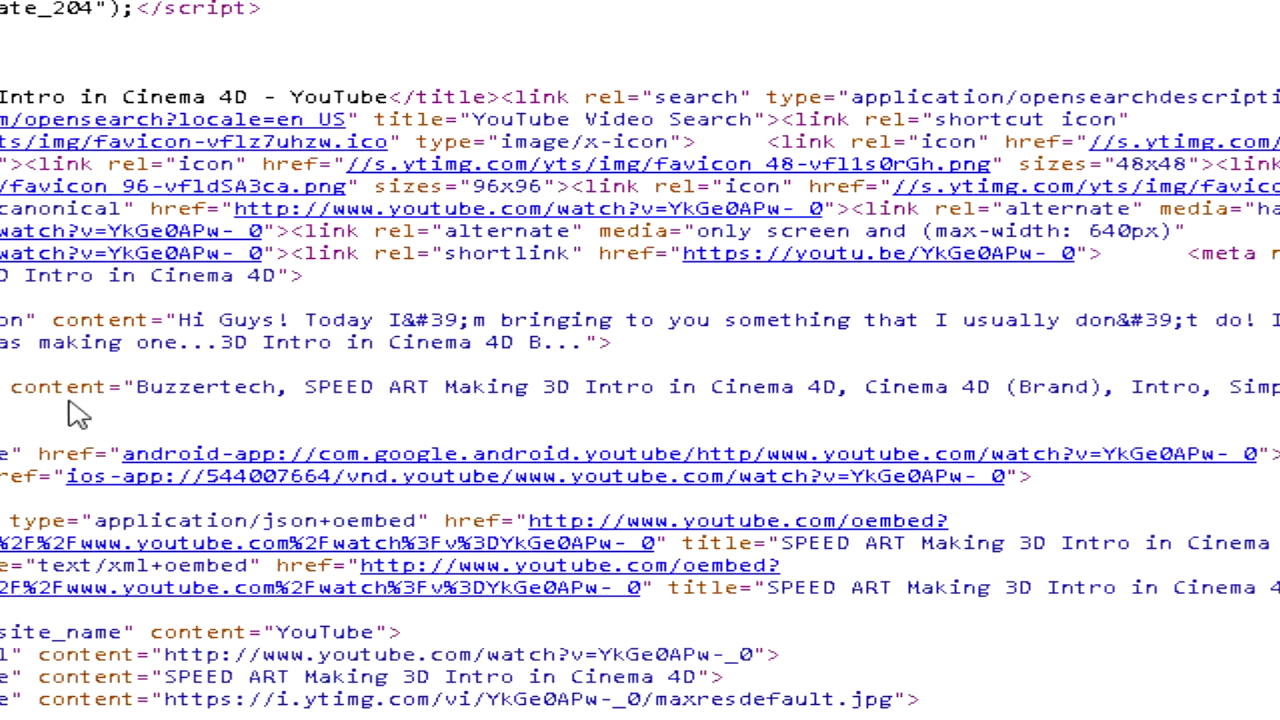 ate_204");</script>
Intro in Cinema 4D - YouTube</title><link rel="search" type="application/opensearchdescripti
m/opensearch?locale=en_US" title="YouTube Video Search"><link rel="shortcut icon"
ts/img/favicon-vflz7uhzw.ico" type="image/x-icon">     <link rel="icon" href="//s.ytimg.com/
"><link rel="icon" href="//s.ytimg.com/yts/img/favicon_48-vfl1s0rGh.png" sizes="48x48"><link
/favicon_96-vfldSA3ca.png" sizes="96x96"><link rel="icon" href="//s.ytimg.com/yts/img/favico
canonical" href="http://www.youtube.com/watch?v=YkGe0APw-_0"><link rel="alternate" media="ha
watch?v=YkGe0APw-_0"><link rel="alternate" media="only screen and (max-width: 640px)"
watch?v=YkGe0APw-_0"><link rel="shortlink" href="https://youtu.be/YkGe0APw-_0">      <meta n
D Intro in Cinema 4D">
on" content="Hi Guys! Today I&#39;m bringing to you something that I usually don&#39;t do! I
as making one...3D Intro in Cinema 4D B...">
content="Buzzertech, SPEED ART Making 3D Intro in Cinema 4D, Cinema 4D (Brand), Intro, Simp
e" href="android-app://com.google.android.youtube/http/www.youtube.com/watch?v=YkGe0APw-_0">
ref="ios-app://544007664/vnd.youtube/www.youtube.com/watch?v=YkGe0APw-_0">
type="application/json+oembed" href="http://www.youtube.com/oembed?
%2F%2Fwww.youtube.com%2Fwatch%3Fv%3DYkGe0APw-_0" title="SPEED ART Making 3D Intro in Cinema
e="text/xml+oembed" href="http://www.youtube.com/oembed?
2F%2Fwww.youtube.com%2Fwatch%3Fv%3DYkGe0APw-_0" title="SPEED ART Making 3D Intro in Cinema 4
site_name" content="YouTube">
l" content="http://www.youtube.com/watch?v=YkGe0APw-_0">
e" content="SPEED ART Making 3D Intro in Cinema 4D">
e" content="https://i.ytimg.com/vi/YkGe0APw-_0/maxresdefault.jpg">